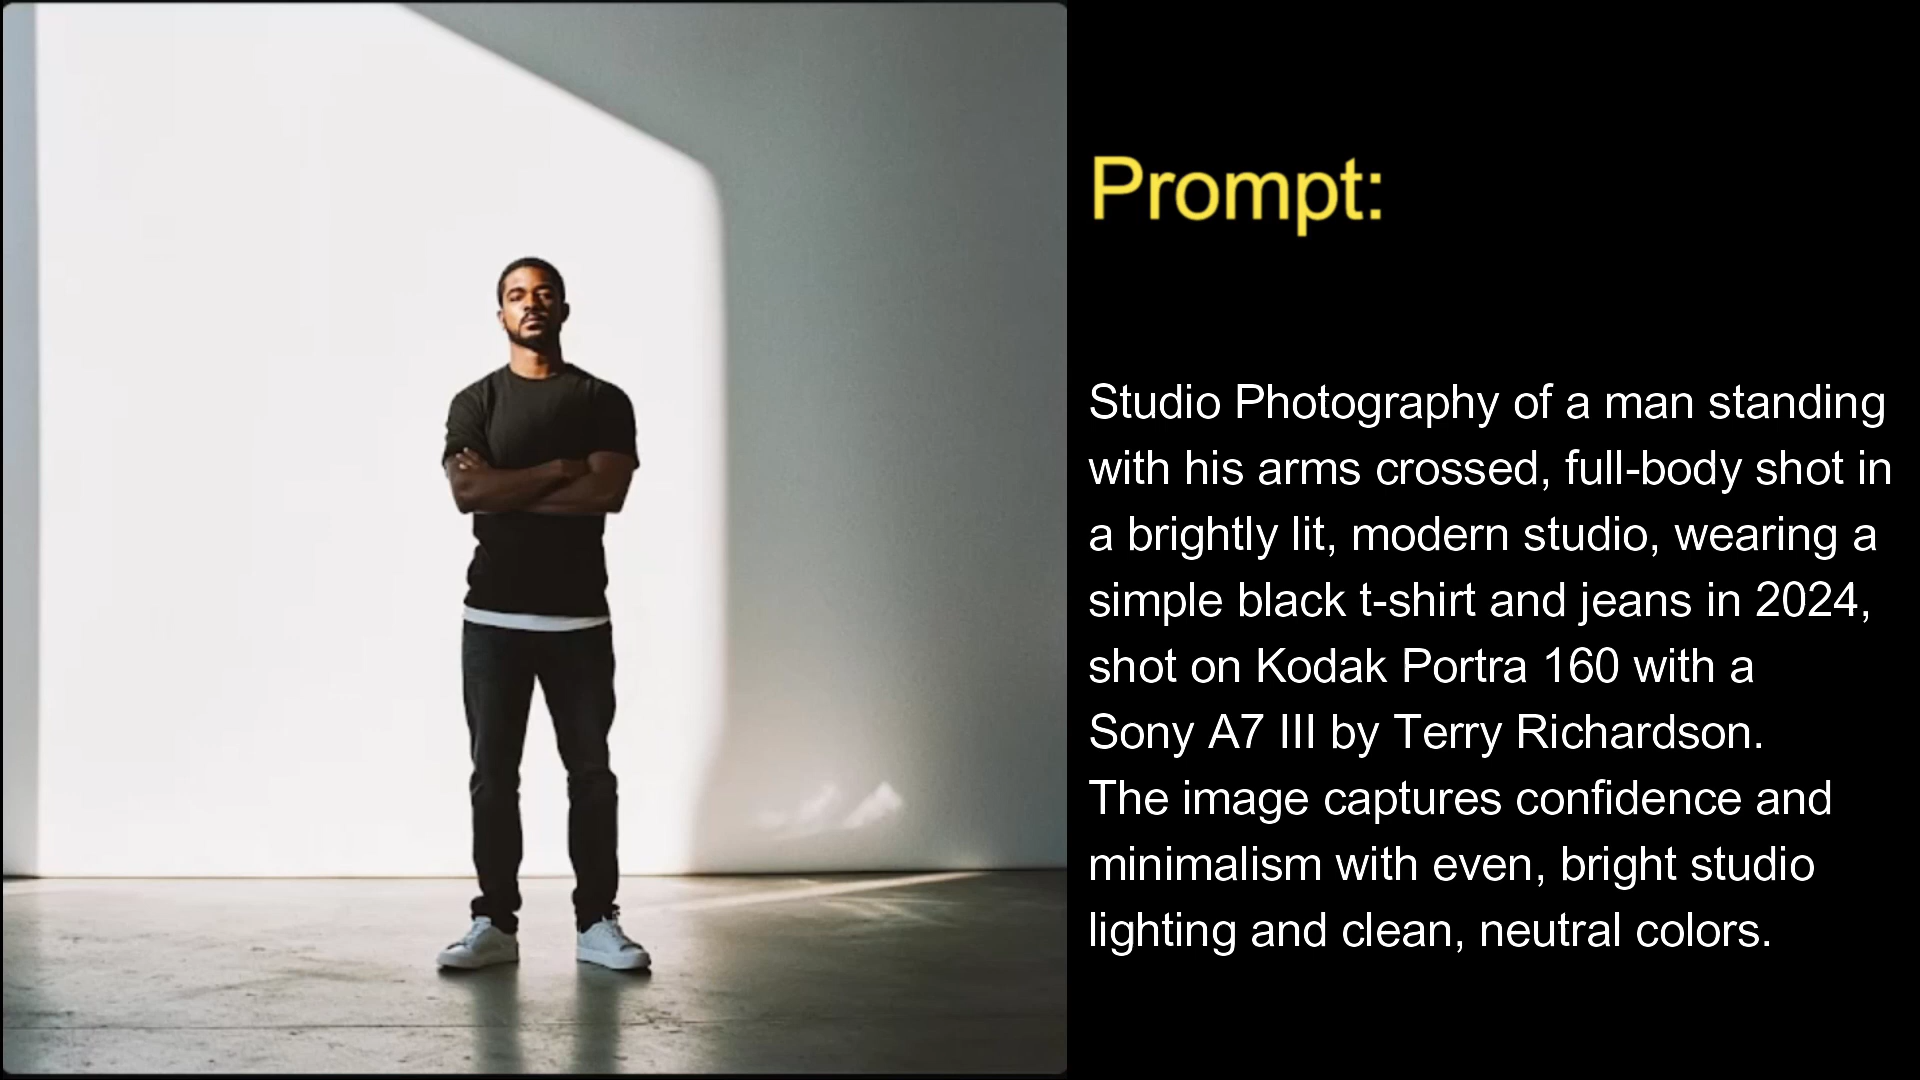 Prompt:
Studio Photography of a man standing
with his arms crossed, full-body shot in
a brightly lit, modern studio, wearing a
simple black t-shirt and jeans in 2024,
shot on Kodak Portra 160 with a
Sony A7 III by Terry Richardson.
The image captures confidence and
minimalism with even, bright studio
lighting and clean, neutral colors.